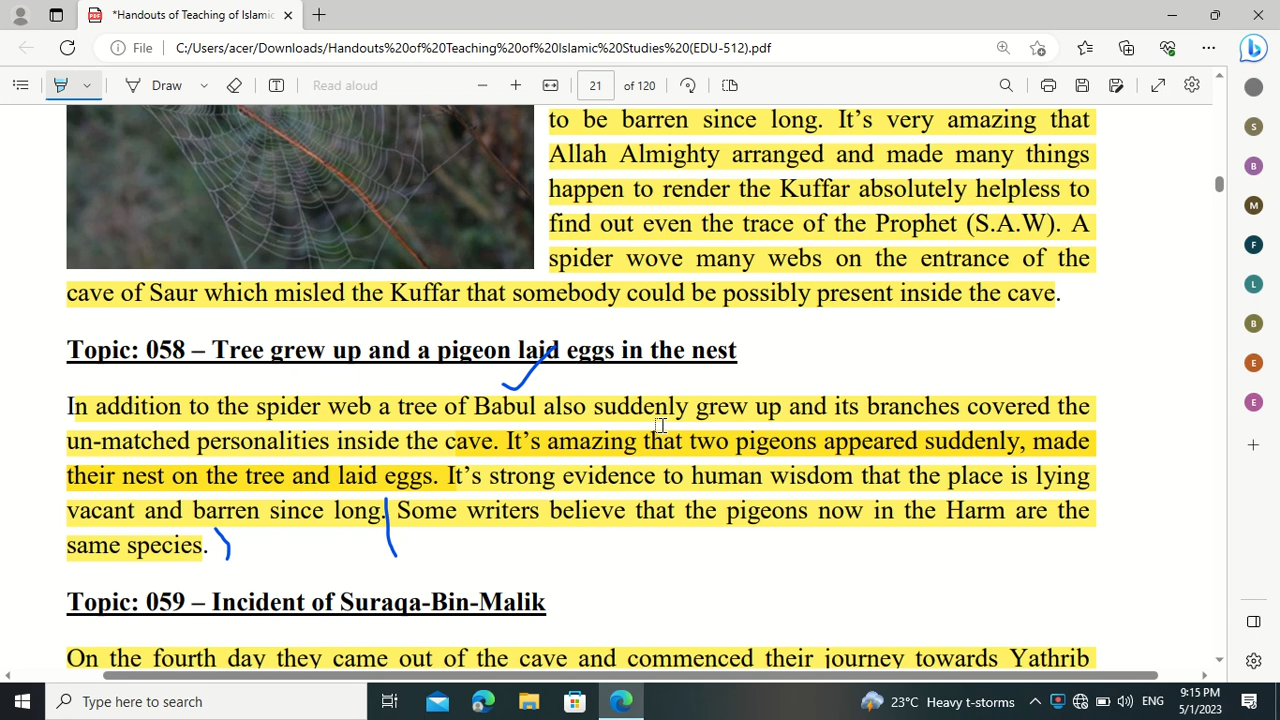 *Handouts of Teaching of Islamic
File
C:/Users/acer/Downloads/Handouts%20of%20Teaching%20of%20Islamic%20Studies%20(EDU-512).pdf
Draw
Read aloud
21
of 120
to be barren since long. It's very amazing that
Allah Almighty arranged and made many things
happen to render the Kuffar absolutely helpless to
find out even the trace of the Prophet (S.A.W). A
spider wove many webs on the entrance of the
cave of Saur which misled the Kuffar that somebody could be possibly present inside the cave.
Topic: 058 – Tree grew up and a pigeon laid eggs in the nest
In addition to the spider web a tree of Babul also suddenly grew up and its branches covered the
un-matched personalities inside the cave. It's amazing that two pigeons appeared suddenly, made
their nest on the tree and laid eggs. It's strong evidence to human wisdom that the place is lying
vacant and barren since long. Some writers believe that the pigeons now in the Harm are the
same species.
Topic: 059 – Incident of Suraqa-Bin-Malik
On the fourth day they came out of the cave and commenced their journey towards Yathrib
S
B
M
F
L
B
E
E
Type here to search
23°C Heavy t-storms
ENG
9:15 PM
5/1/2023